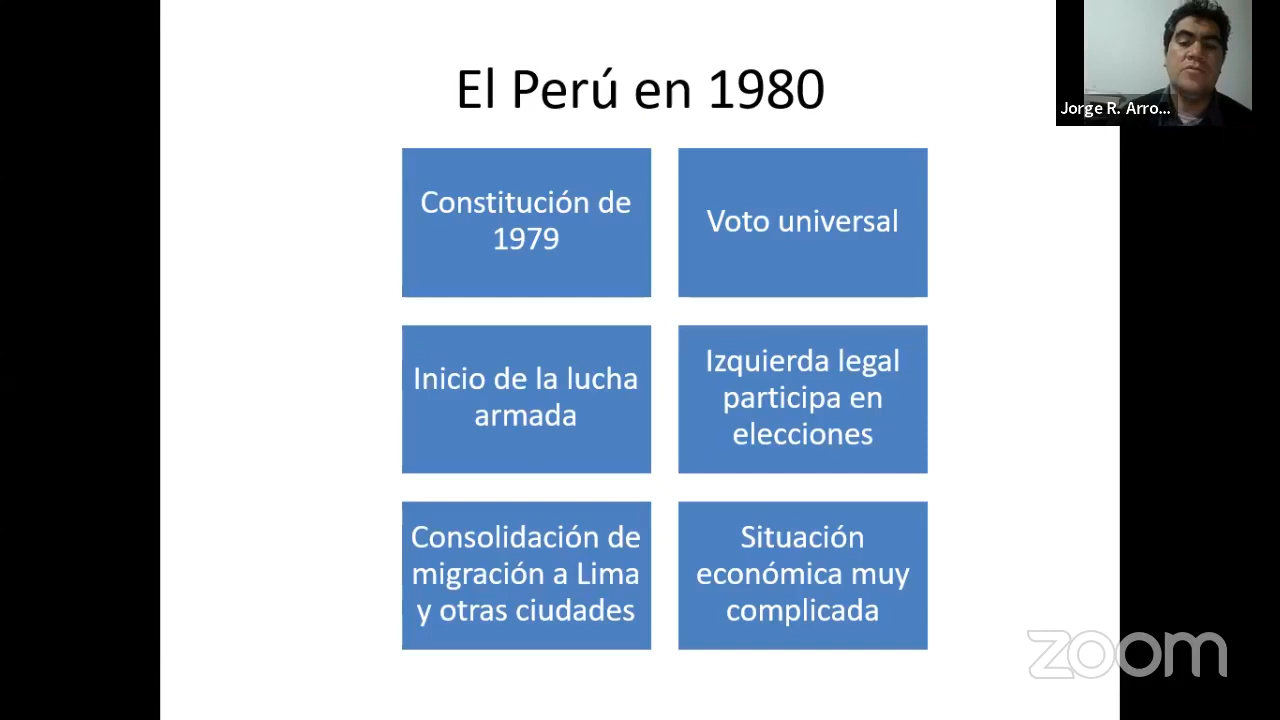 El Perú en 1980
Jorge R. Arro...
Constitución de
1979
Voto universal
Inicio de la lucha
armada
Izquierda legal
participa en
elecciones
Consolidación de
migración a Lima
y otras ciudades
Situación
económica muy
complicada
zoom